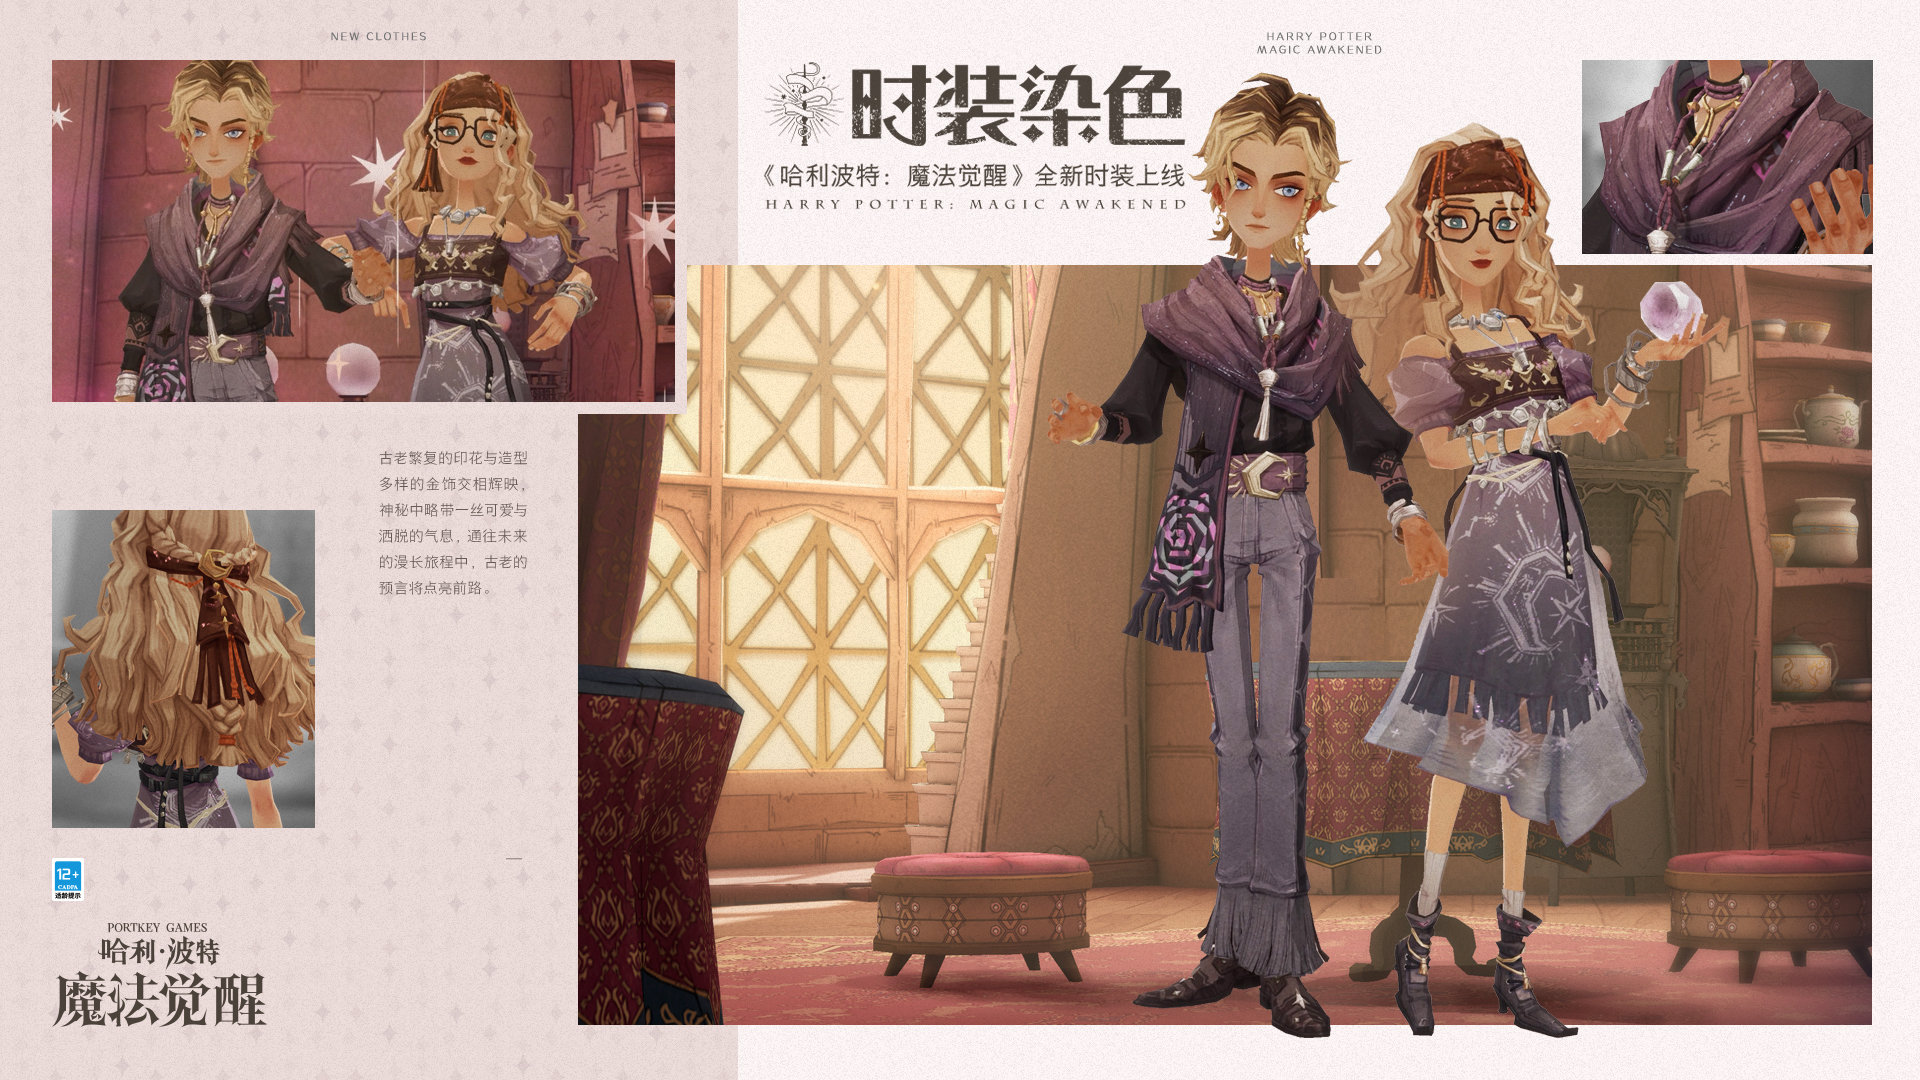 NEW CLOTHES
HARRY POTTER
MAGIC AWAKENED
时装染色
《哈利波特：魔法觉醒》全新时装上线
HARRY POTTER: MAGIC AWAKENED
古老繁复的印花与造型
多样的金饰交相辉映，
神秘中略带一丝可爱与
洒脱的气息，通往未来
的漫长旅程中，古老的
预言将点亮前路。
12+
CADPA
适龄提示
PORTKEY GAMES
哈利·波特
魔法觉醒